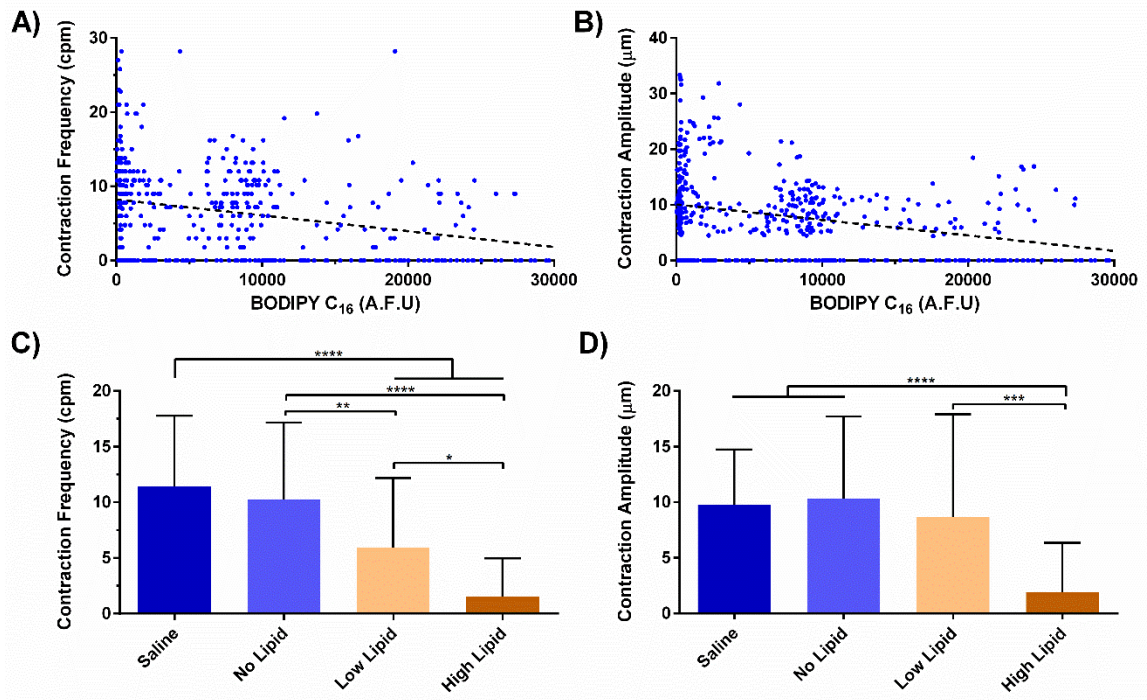 A)
Contraction Frequency (cpm)
30
20
10
0
0 10000 20000 30000
BODIPY C16 (A.F.U)
B)
Contraction Amplitude (μm)
40
30
20
10
0
0 10000 20000 30000
BODIPY C16 (A.F.U)
C)
Contraction Frequency (cpm)
20
15
10
5
0
****
****
**
*
Saline
No Lipid
Low Lipid
High Lipid
D)
Contraction Amplitude (μm)
20
15
10
5
0
****
***
Saline
No Lipid
Low Lipid
High Lipid